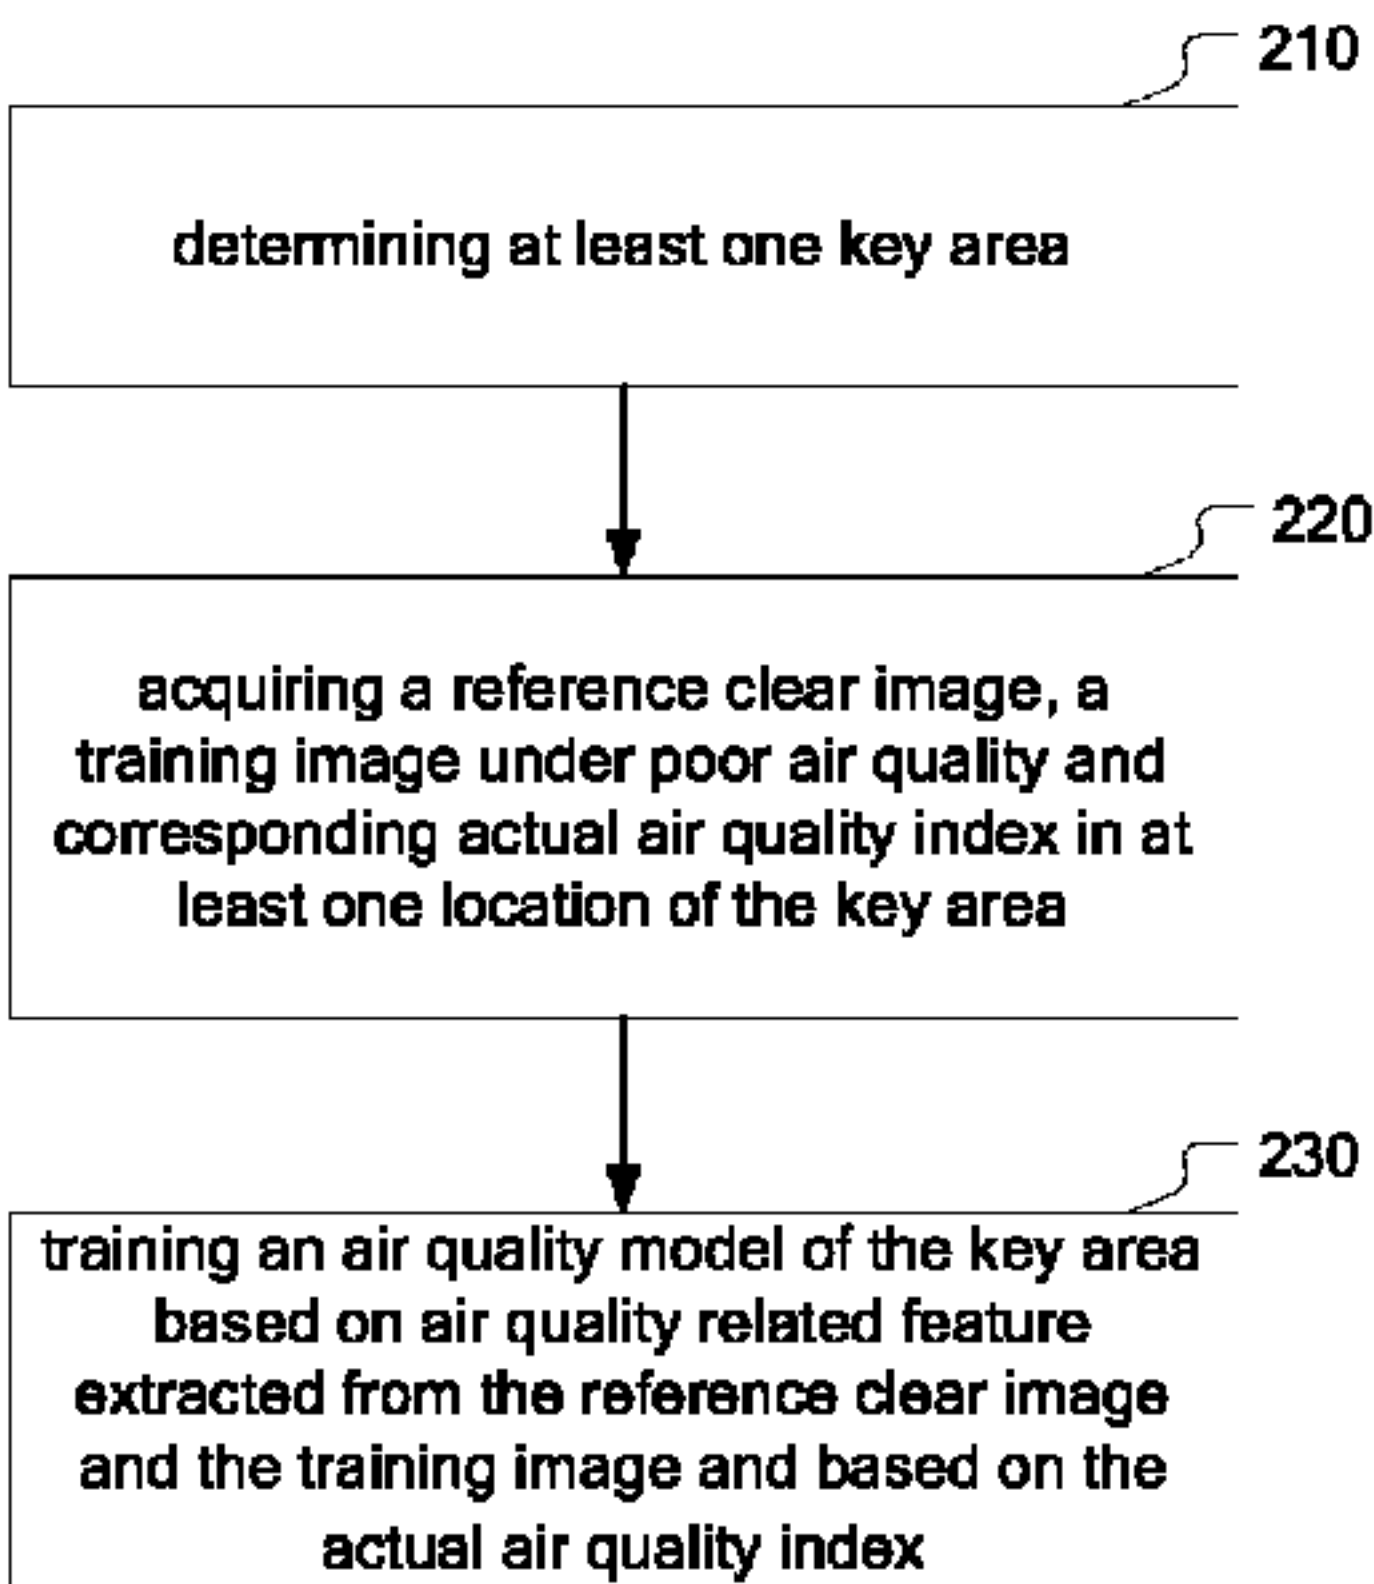 210
determining at least one key area
220
acquiring a reference clear image, a
training image under poor air quality and
corresponding actual air quality index in at
least one location of the key area
230
training an air quality model of the key area
based on air quality related feature
extracted from the reference clear image
and the training image and based on the
actual air quality index